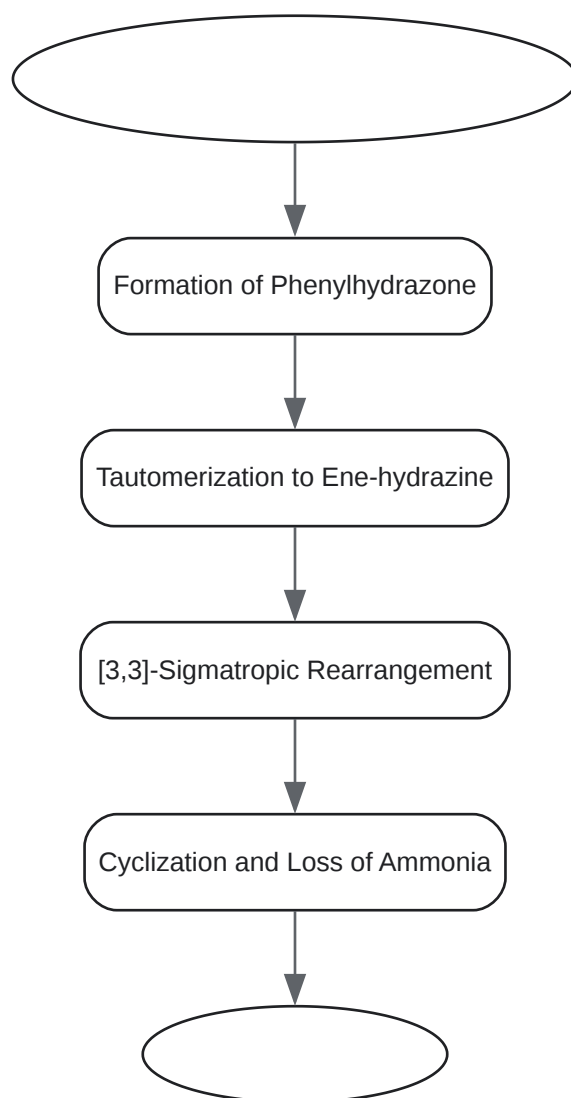 Formation of Phenylhydrazone
Tautomerization to Ene-hydrazine
[3,3]-Sigmatropic Rearrangement
Cyclization and Loss of Ammonia